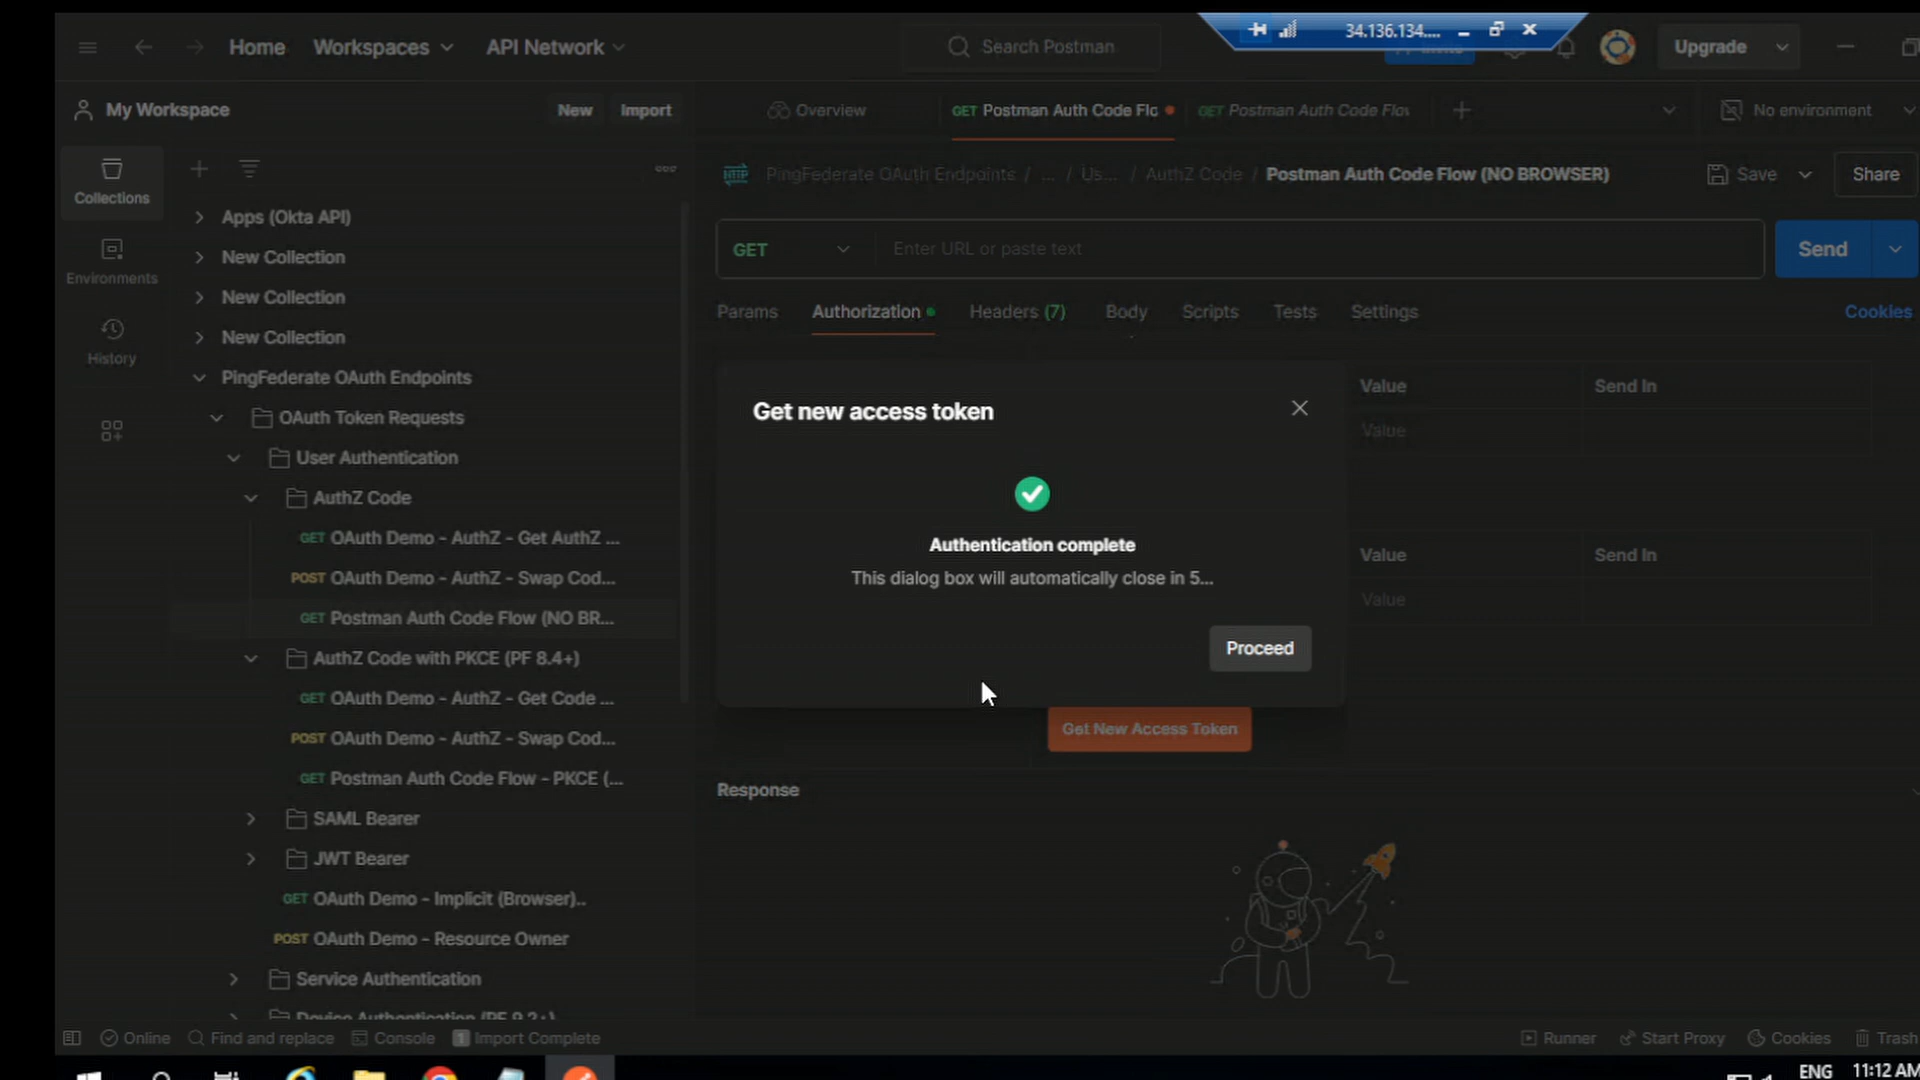 34.136.134....
Home
Workspaces
API Network
Search Postman
Upgrade
My Workspace
New
Import
Overview
GET Postman Auth Code Flo
GET Postman Auth Code Flov
No environment
Collections
Environments
History
HTTP
PingFederate OAuth Endpoints / ... / Us... / AuthZ Code / Postman Auth Code Flow (NO BROWSER)
Save
Share
Apps (Okta API)
New Collection
New Collection
New Collection
PingFederate OAuth Endpoints
OAuth Token Requests
User Authentication
AuthZ Code
GET OAuth Demo - AuthZ - Get AuthZ ...
POST OAuth Demo - AuthZ - Swap Cod...
GET Postman Auth Code Flow (NO BR...
AuthZ Code with PKCE (PF 8.4+)
GET OAuth Demo - AuthZ - Get Code ...
POST OAuth Demo - AuthZ - Swap Cod...
GET Postman Auth Code Flow - PKCE (...
SAML Bearer
JWT Bearer
GET OAuth Demo - Implicit (Browser)..
POST OAuth Demo - Resource Owner
Service Authentication
Device Authentication (PF 9.2+)
GET
Enter URL or paste text
Send
Params
Authorization
Headers (7)
Body
Scripts
Tests
Settings
Cookies
Value
Send In
Value
Value
Send In
Value
Get new access token
Authentication complete
This dialog box will automatically close in 5...
Proceed
Get New Access Token
Response
Online
Find and replace
Console
1 Import Complete
Runner
Start Proxy
Cookies
Trash
ENG
11:12 AM